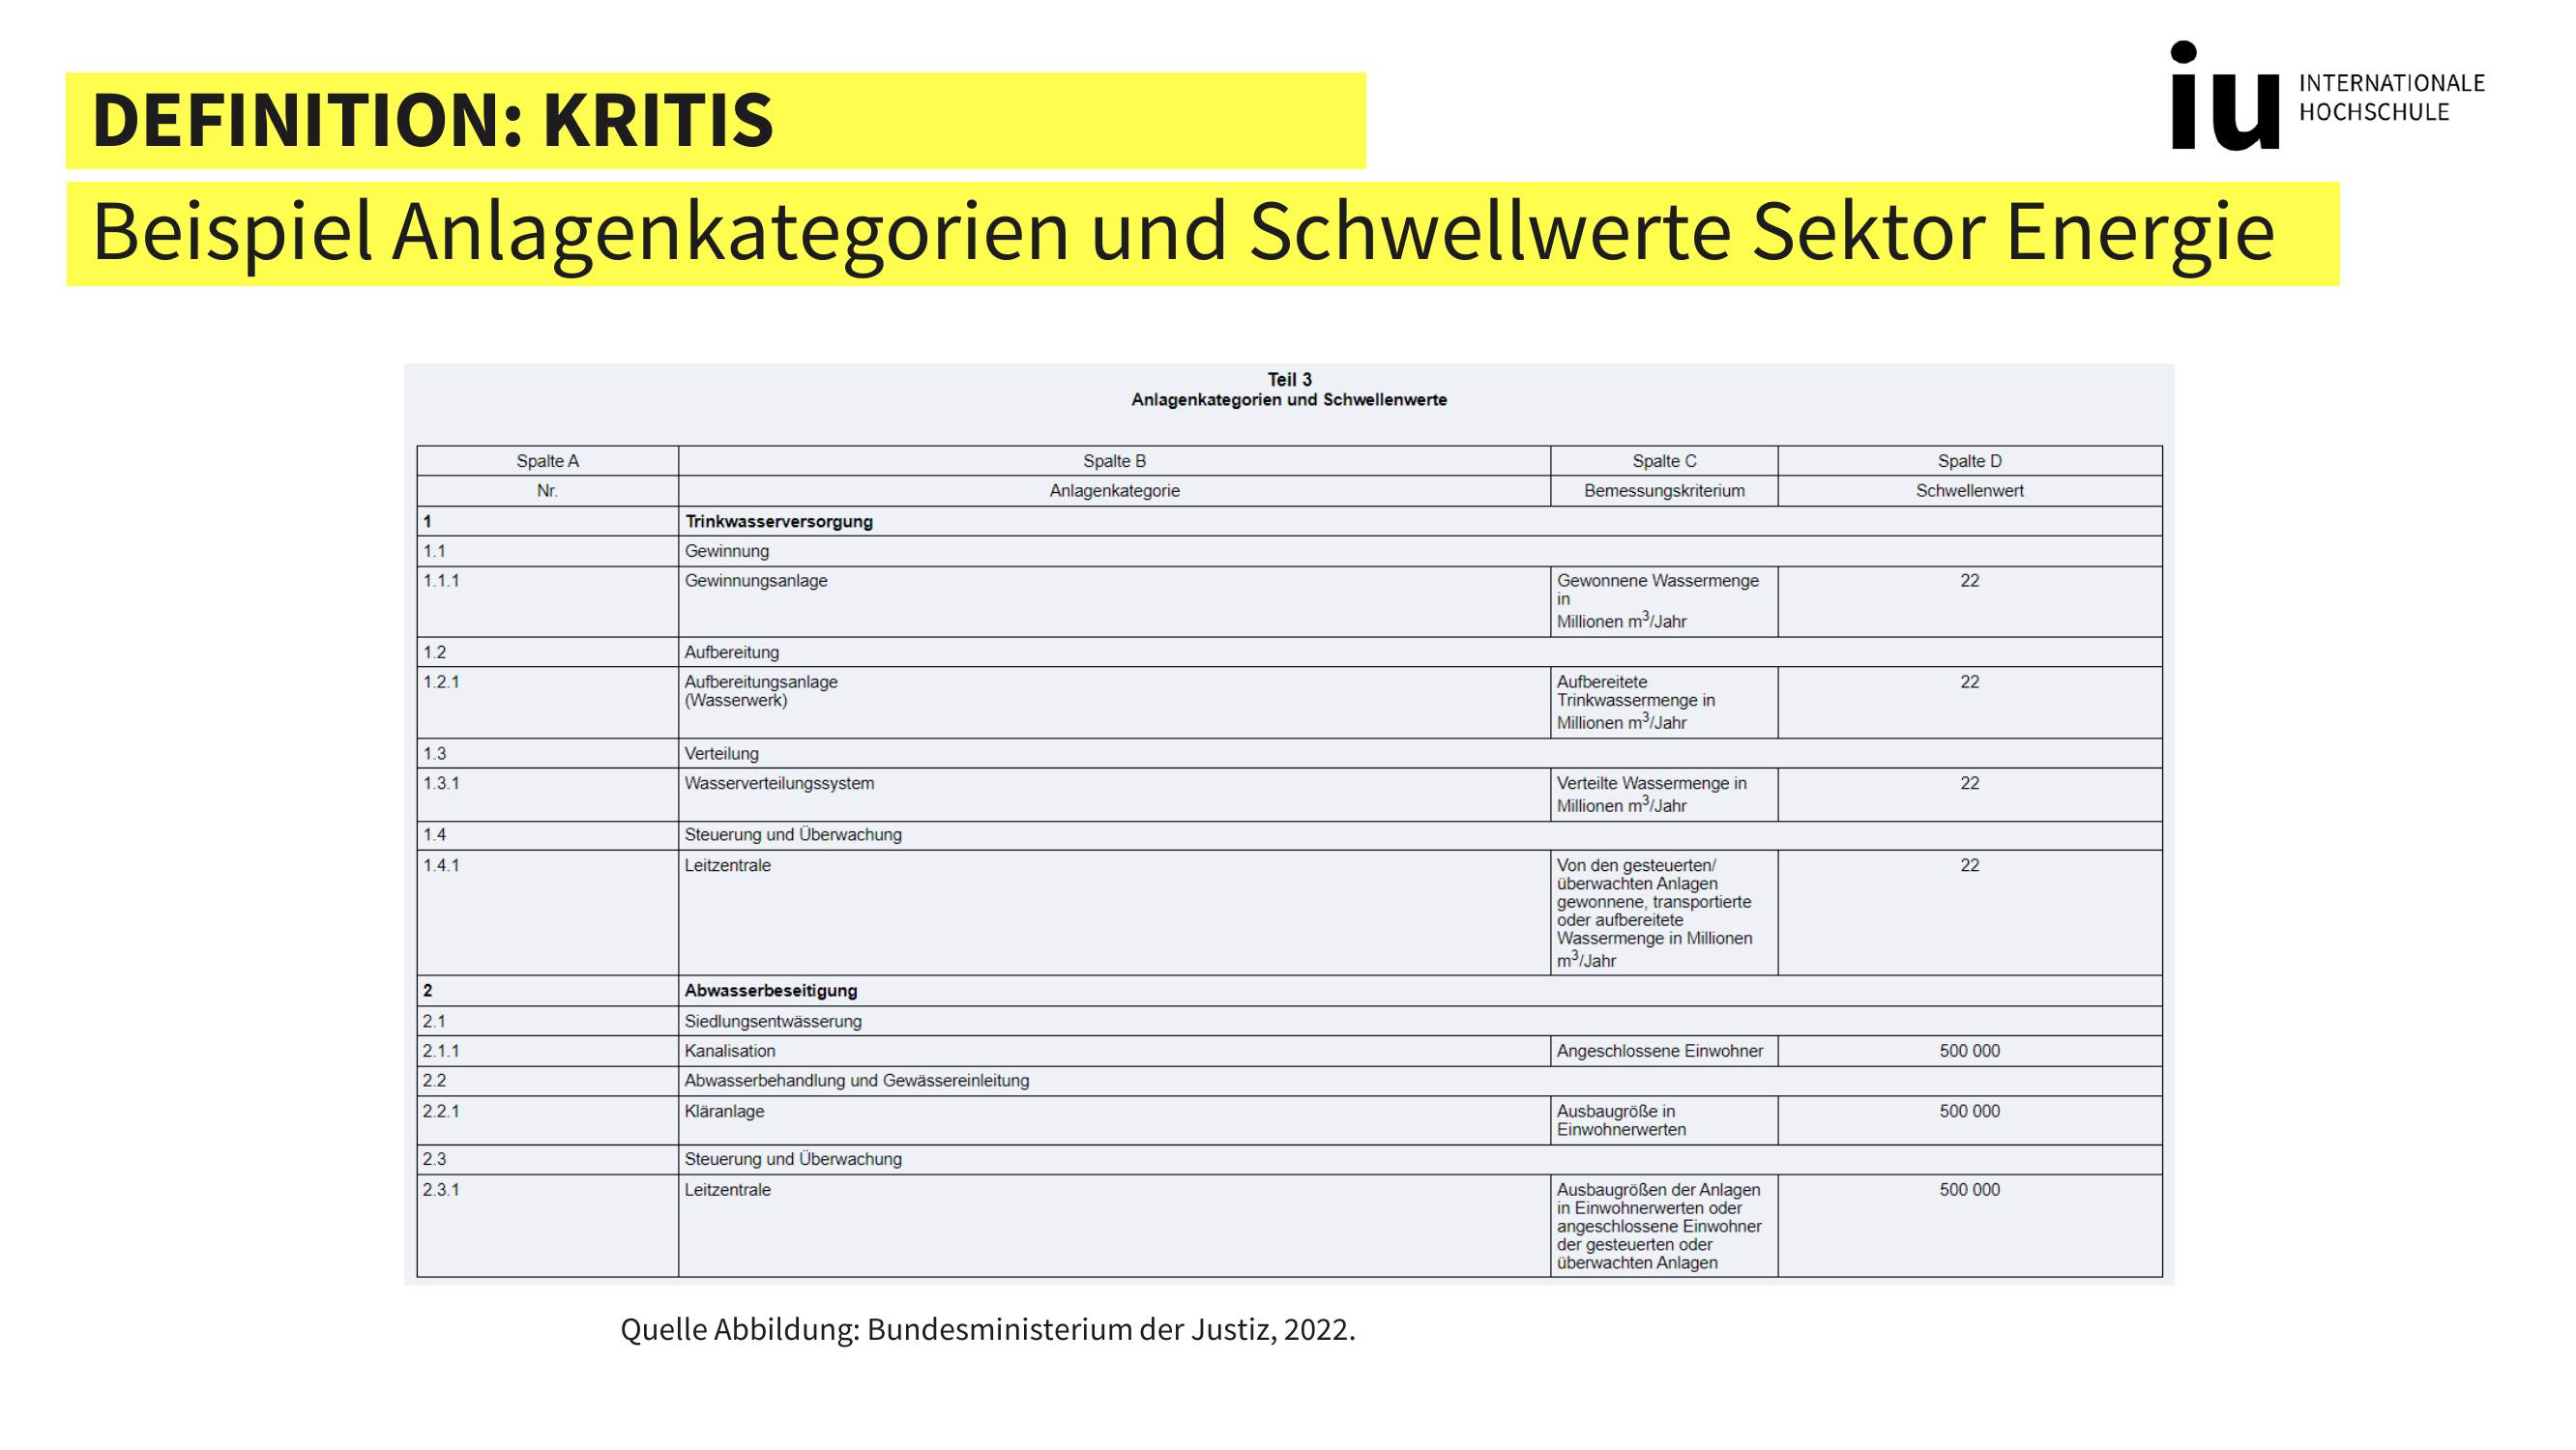 DEFINITION: KRITIS
iu INTERNATIONALE
HOCHSCHULE
Beispiel Anlagenkategorien und Schwellwerte Sektor Energie
Teil 3
Anlagenkategorien und Schwellenwerte
Spalte A Spalte B Spalte C Spalte D
Nr. Anlagenkategorie Bemessungskriterium Schwellenwert
1 Trinkwasserversorgung
1.1 Gewinnung
1.1.1 Gewinnungsanlage Gewonnene Wassermenge 22
in
Millionen m³/Jahr
1.2 Aufbereitung
1.2.1 Aufbereitungsanlage Aufbereitete 22
(Wasserwerk) Trinkwassermenge in
Millionen m³/Jahr
1.3 Verteilung
1.3.1 Wasserverteilungssystem Verteilte Wassermenge in 22
Millionen m³/Jahr
1.4 Steuerung und Überwachung
1.4.1 Leitzentrale Von den gesteuerten/ 22
überwachten Anlagen
gewonnene, transportierte
oder aufbereitete
Wassermenge in Millionen
m³/Jahr
2 Abwasserbeseitigung
2.1 Siedlungsentwässerung
2.1.1 Kanalisation Angeschlossene Einwohner 500 000
2.2 Abwasserbehandlung und Gewässereinleitung
2.2.1 Kläranlage Ausbaugröße in 500 000
Einwohnerwerten
2.3 Steuerung und Überwachung
2.3.1 Leitzentrale Ausbaugrößen der Anlagen 500 000
in Einwohnerwerten oder
angeschlossene Einwohner
der gesteuerten oder
überwachten Anlagen
Quelle Abbildung: Bundesministerium der Justiz, 2022.